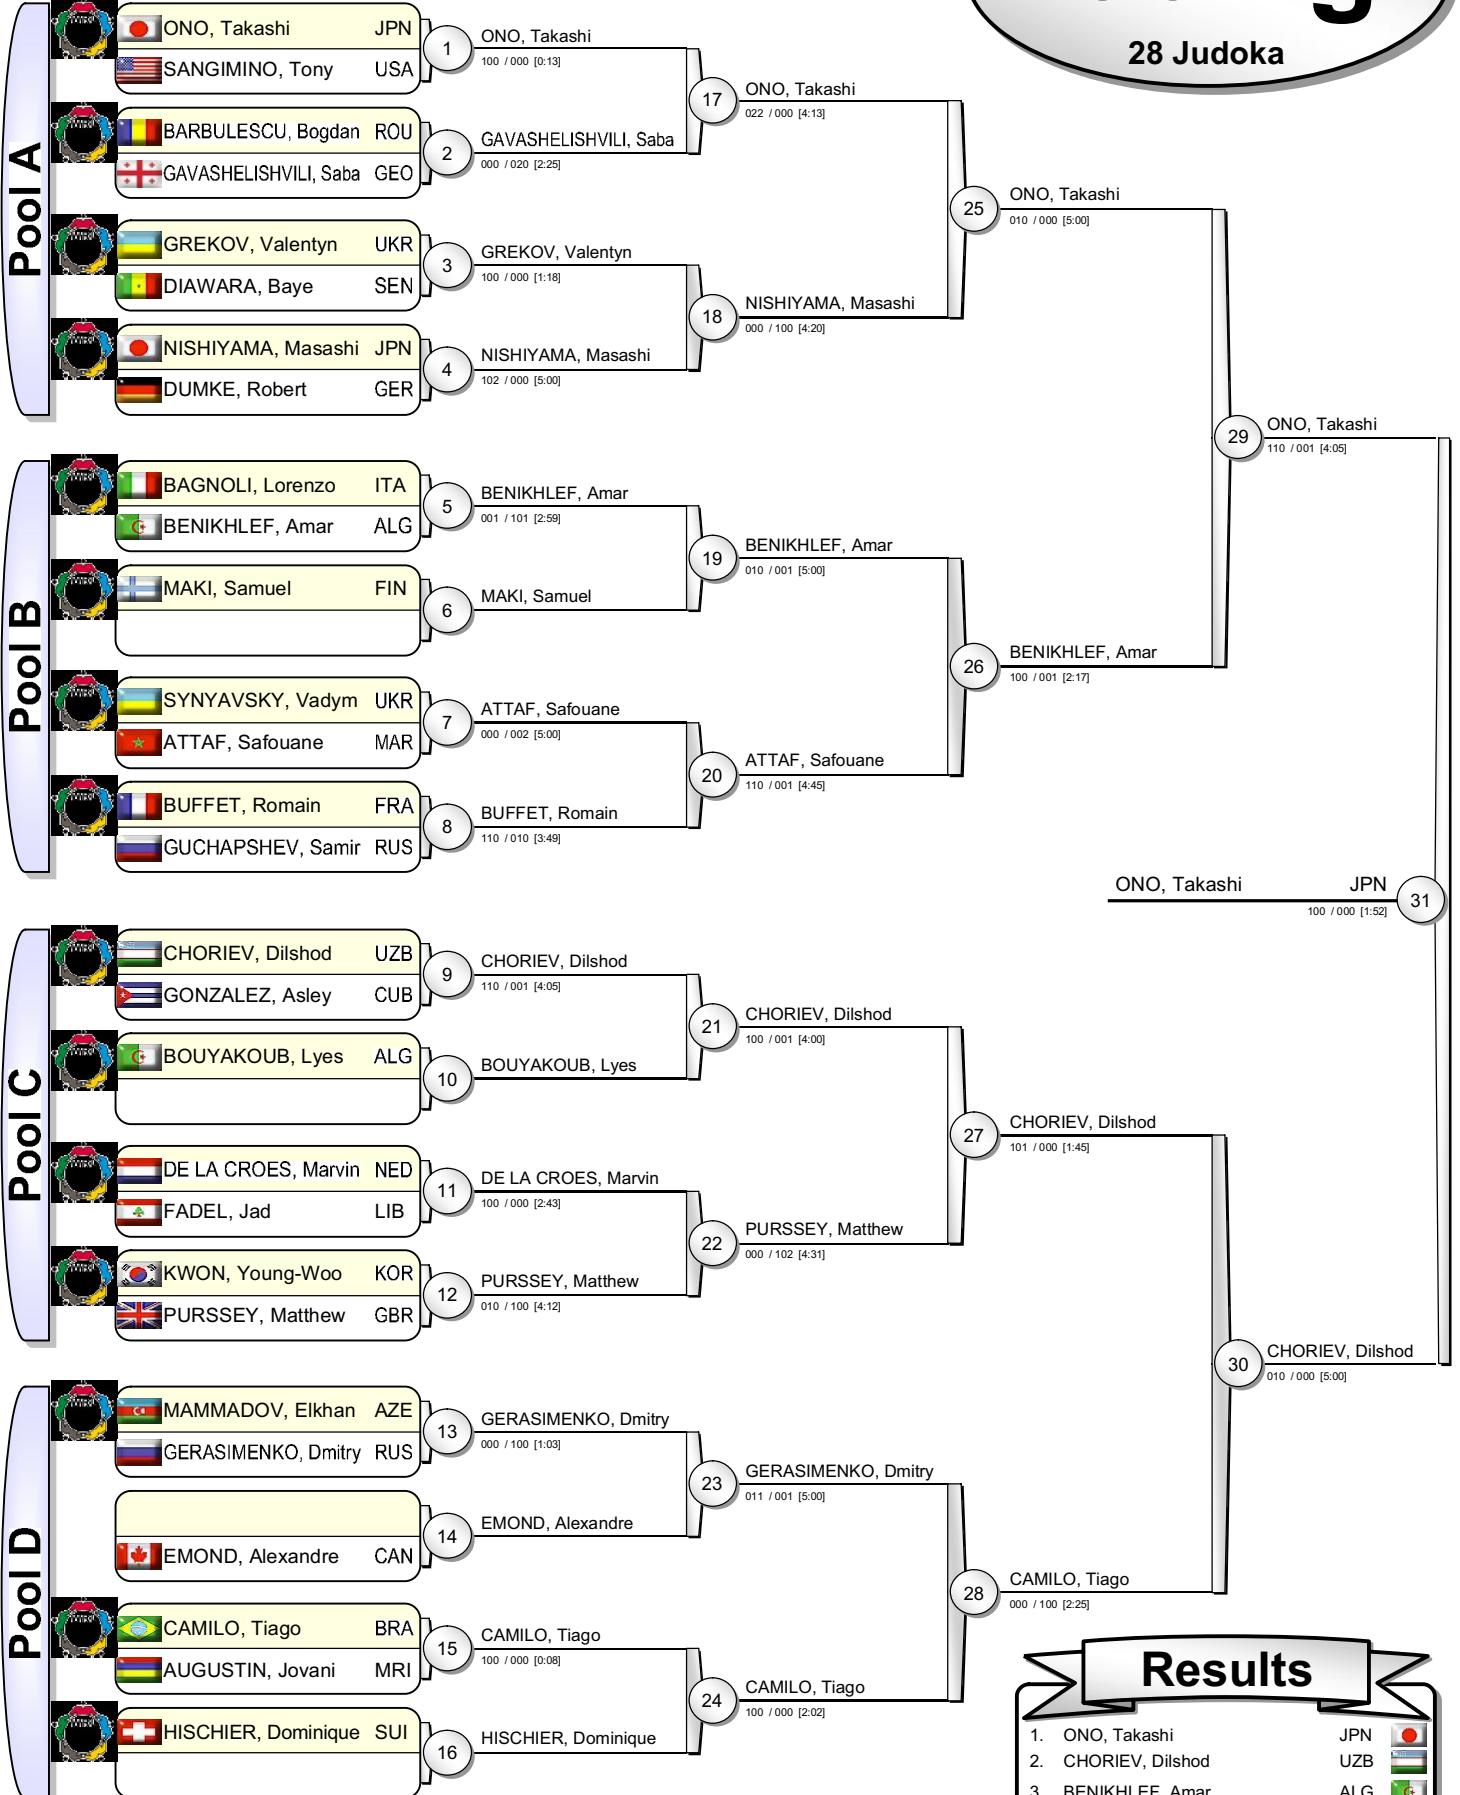 28 Judoka
Pool A
ONO, Takashi JPN
SANGIMINO, Tony USA
BARBULESCU, Bogdan ROU
GAVASHELISHVILI, Saba GEO
GREKOV, Valentyn UKR
DIAWARA, Baye SEN
NISHIYAMA, Masashi JPN
DUMKE, Robert GER
1
ONO, Takashi
100 / 000 [0:13]
2
GAVASHELISHVILI, Saba
000 / 020 [2:25]
3
GREKOV, Valentyn
100 / 000 [1:18]
4
NISHIYAMA, Masashi
102 / 000 [5:00]
17
ONO, Takashi
022 / 000 [4:13]
18
NISHIYAMA, Masashi
000 / 100 [4:20]
25
ONO, Takashi
010 / 000 [5:00]
Pool B
BAGNOLI, Lorenzo ITA
BENIKHLEF, Amar ALG
MAKI, Samuel FIN
SYNYAVSKY, Vadym UKR
ATTAF, Safouane MAR
BUFFET, Romain FRA
GUCHAPSHEV, Samir RUS
5
BENIKHLEF, Amar
001 / 101 [2:59]
6
MAKI, Samuel
7
ATTAF, Safouane
000 / 002 [5:00]
8
BUFFET, Romain
110 / 010 [3:49]
19
BENIKHLEF, Amar
010 / 001 [5:00]
20
ATTAF, Safouane
110 / 001 [4:45]
26
BENIKHLEF, Amar
100 / 001 [2:17]
29
ONO, Takashi
110 / 001 [4:05]
ONO, Takashi JPN
100 / 000 [1:52]
31
Pool C
CHORIEV, Dilshod UZB
GONZALEZ, Asley CUB
BOUYAKOUB, Lyes ALG
DE LA CROES, Marvin NED
FADEL, Jad LIB
KWON, Young-Woo KOR
PURSSEY, Matthew GBR
9
CHORIEV, Dilshod
110 / 001 [4:05]
10
BOUYAKOUB, Lyes
11
DE LA CROES, Marvin
100 / 000 [2:43]
12
PURSSEY, Matthew
010 / 100 [4:12]
21
CHORIEV, Dilshod
100 / 001 [4:00]
22
PURSSEY, Matthew
000 / 102 [4:31]
27
CHORIEV, Dilshod
101 / 000 [1:45]
30
CHORIEV, Dilshod
010 / 000 [5:00]
Pool D
MAMMADOV, Elkhan AZE
GERASIMENKO, Dmitry RUS
EMOND, Alexandre CAN
CAMILO, Tiago BRA
AUGUSTIN, Jovani MRI
HISCHIER, Dominique SUI
13
GERASIMENKO, Dmitry
000 / 100 [1:03]
14
EMOND, Alexandre
15
CAMILO, Tiago
100 / 000 [0:08]
16
HISCHIER, Dominique
23
GERASIMENKO, Dmitry
011 / 001 [5:00]
24
CAMILO, Tiago
100 / 000 [2:02]
28
CAMILO, Tiago
000 / 100 [2:25]
Results
1. ONO, Takashi JPN
2. CHORIEV, Dilshod UZB
3. BENIKHLEF, Amar ALG